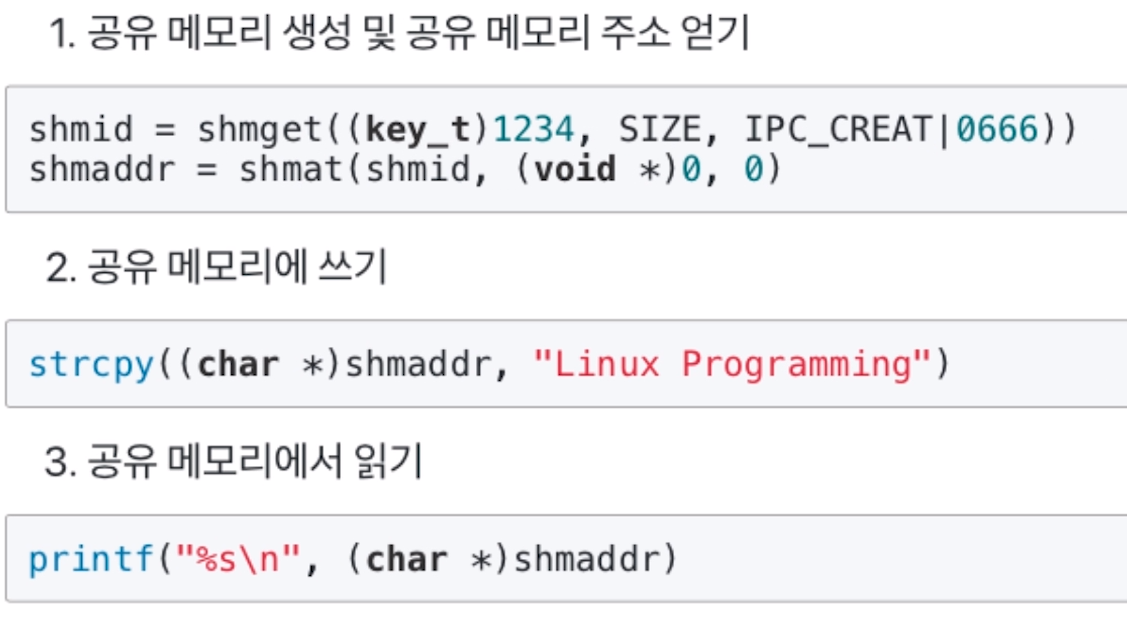 1. 공유 메모리 생성 및 공유 메모리 주소 얻기
shmid = shmget((key_t)1234, SIZE, IPC_CREAT|0666))
shmaddr = shmat(shmid, (void *)0, 0)
2. 공유 메모리에 쓰기
strcpy((char *)shmaddr, "Linux Programming")
3. 공유 메모리에서 읽기
printf("%s\n", (char *)shmaddr)